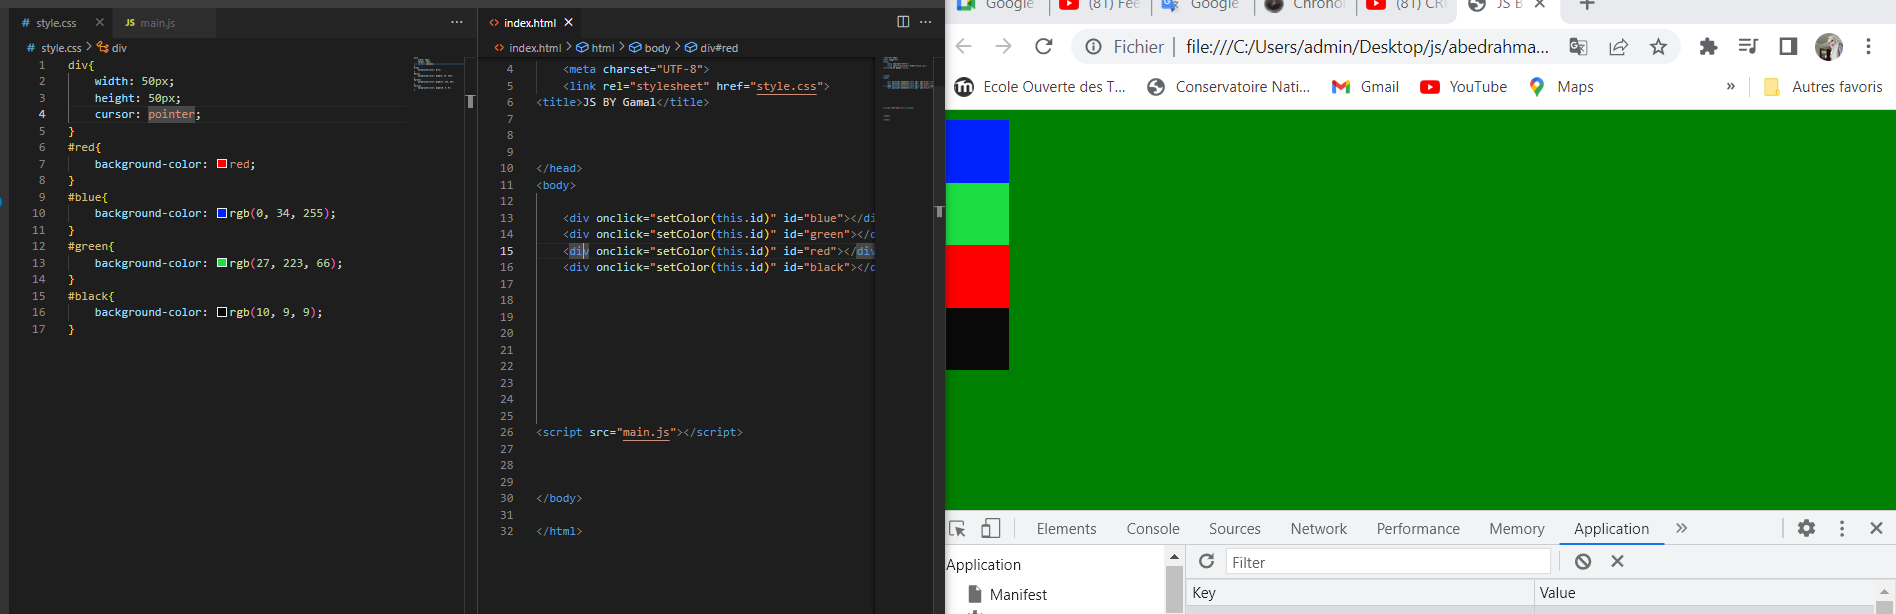 style.css
main.js
style.css > div
1 div{
2 width: 50px;
3 height: 50px;
4 cursor: pointer;
5 }
6 #red{
7 background-color: red;
8 }
9 #blue{
10 background-color: rgb(0, 34, 255);
11 }
12 #green{
13 background-color: rgb(27, 223, 66);
14 }
15 #black{
16 background-color: rgb(10, 9, 9);
17 }
index.html
index.html > html > body > div#red
4 <meta charset="UTF-8">
5 <link rel="stylesheet" href="style.css">
6 <title>JS BY Gamal</title>
7
8
9
10 </head>
11 <body>
12
13 <div onclick="setColor(this.id)" id="blue"></di
14 <div onclick="setColor(this.id)" id="green"></d
15 <div onclick="setColor(this.id)" id="red"></div
16 <div onclick="setColor(this.id)" id="black"></d
17
18
19
20
21
22
23
24
25
26 <script src="main.js"></script>
27
28
29
30 </body>
31
32 </html>
Google (81) Fee Google Chrono (81) CR JS B
Fichier | file:///C:/Users/admin/Desktop/js/abedrahma...
Ecole Ouverte des T... Conservatoire Nati... Gmail YouTube Maps » Autres favoris
Elements Console Sources Network Performance Memory Application »
Application
Filter
Manifest
Key Value